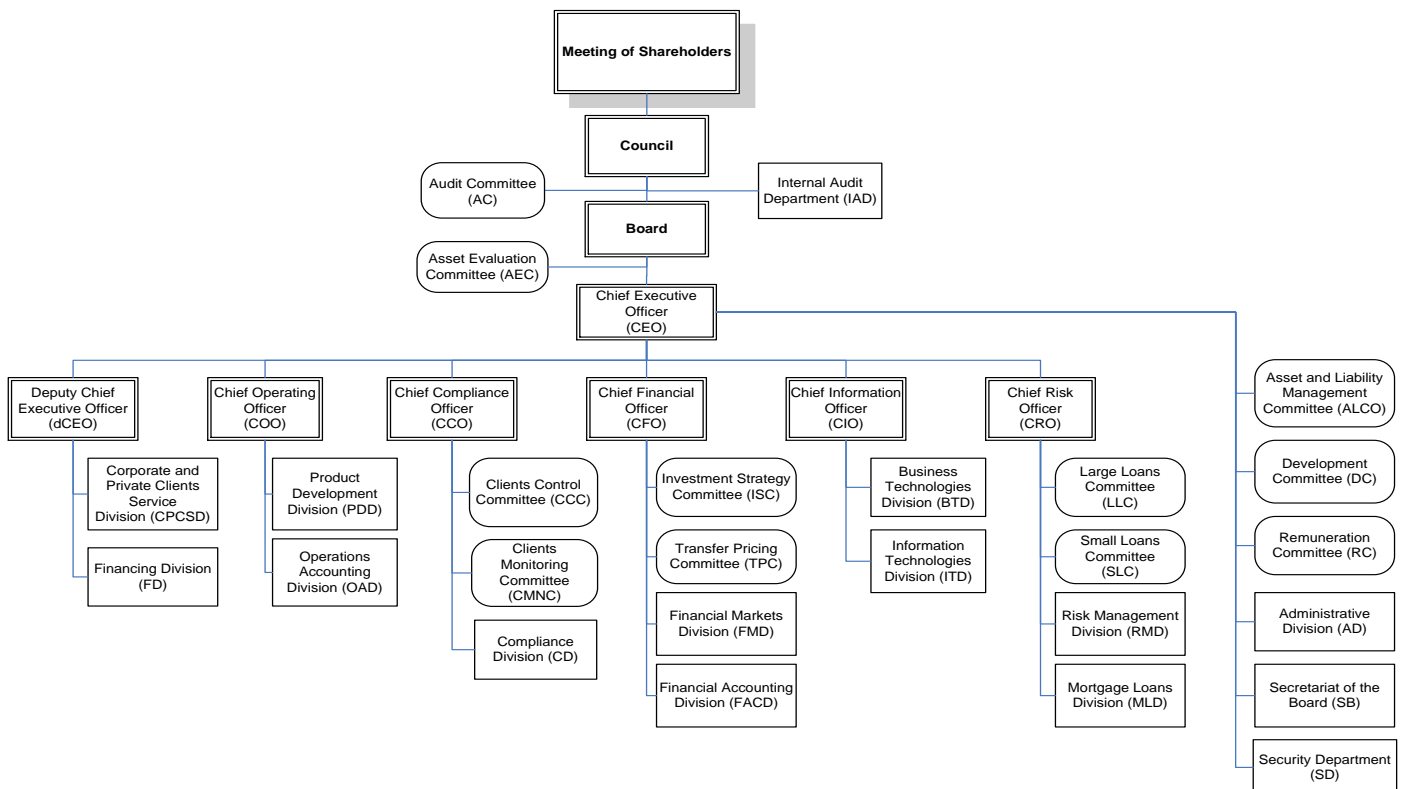 Meeting of Shareholders
Council
Audit Committee
(AC)
Internal Audit
Department (IAD)
Board
Asset Evaluation
Committee (AEC)
Chief Executive
Officer
(CEO)
Deputy Chief
Executive Officer
(dCEO)
Chief Operating
Officer
(COO)
Chief Compliance
Officer
(CCO)
Chief Financial
Officer
(CFO)
Chief Information
Officer
(CIO)
Chief Risk
Officer
(CRO)
Asset and Liability
Management
Committee (ALCO)
Corporate and
Private Clients
Service
Division (CPCSD)
Financing Division
(FD)
Product
Development
Division (PDD)
Operations
Accounting
Division (OAD)
Clients Control
Committee (CCC)
Clients
Monitoring
Committee
(CMNC)
Compliance
Division (CD)
Investment Strategy
Committee (ISC)
Transfer Pricing
Committee (TPC)
Financial Markets
Division (FMD)
Financial Accounting
Division (FACD)
Business
Technologies
Division (BTD)
Information
Technologies
Division (ITD)
Large Loans
Committee
(LLC)
Small Loans
Committee
(SLC)
Risk Management
Division (RMD)
Mortgage Loans
Division (MLD)
Development
Committee (DC)
Remuneration
Committee (RC)
Administrative
Division (AD)
Secretariat of the
Board (SB)
Security Department
(SD)